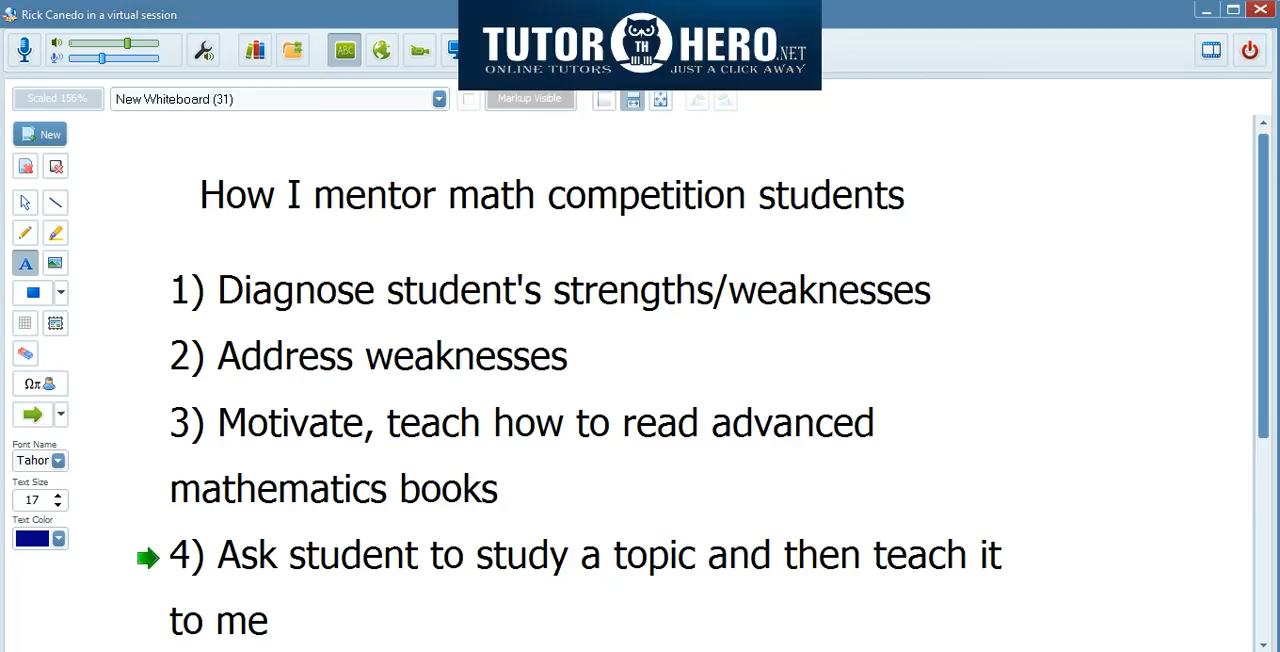 Rick Canedo in a virtual session
TUTOR TH HERO.NET
ONLINE TUTORS JUST A CLICK AWAY
ABC
Scaled 156%
New Whiteboard (31)
Markup Visible
New
How I mentor math competition students
1) Diagnose student's strengths/weaknesses
2) Address weaknesses
3) Motivate, teach how to read advanced
mathematics books
4) Ask student to study a topic and then teach it
to me
A
Ωπ
Font Name
Tahor
Text Size
17
Text Color